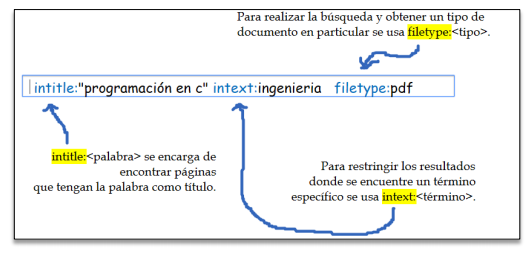 Para realizar la búsqueda y obtener un tipo de
documento en particular se usa filetype:<tipo>.
intitle:"programación en c" intext:ingenieria filetype:pdf
intitle:<palabra> se encarga de
encontrar páginas
que tengan la palabra como título.
Para restringir los resultados
donde se encuentre un término
específico se usa intext:<término>.